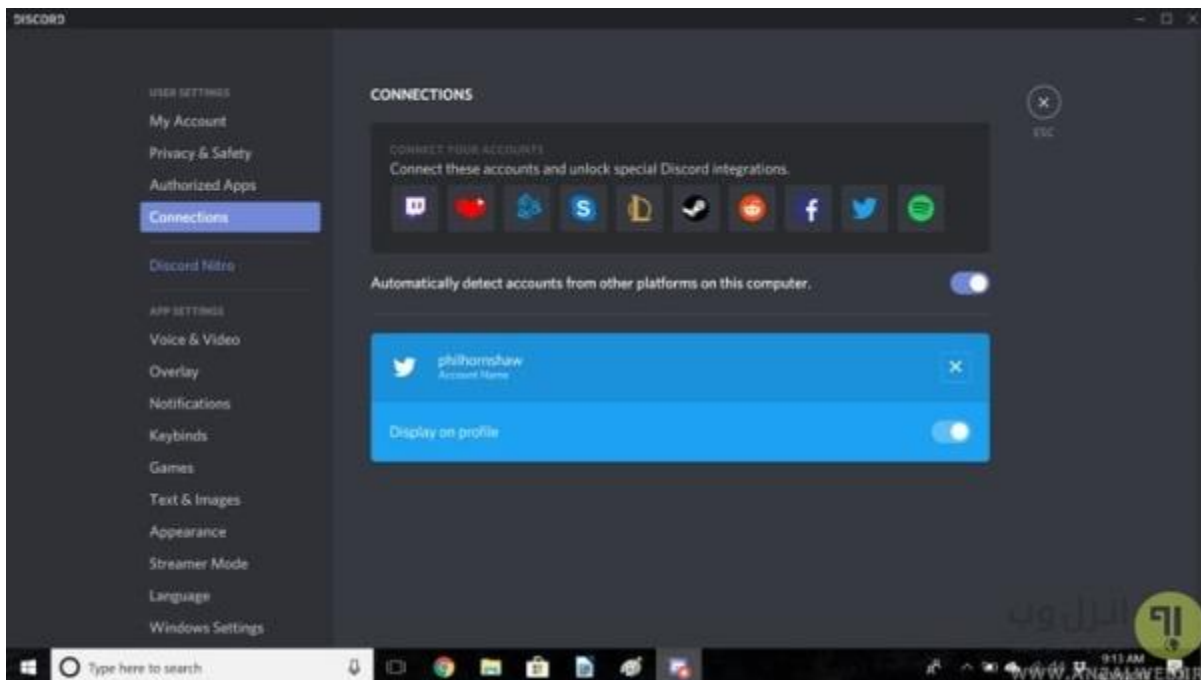 DISCORD
USER SETTINGS
My Account
Privacy & Safety
Authorized Apps
Connections
Discord Nitro
APP SETTINGS
Voice & Video
Overlay
Notifications
Keybinds
Games
Text & Images
Appearance
Streamer Mode
Language
Windows Settings
CONNECTIONS
ESC
CONNECT YOUR ACCOUNTS
Connect these accounts and unlock special Discord integrations.
Automatically detect accounts from other platforms on this computer.
philhornshaw
Account Name
Display on profile
انزل وب
Type here to search
9:13 AM